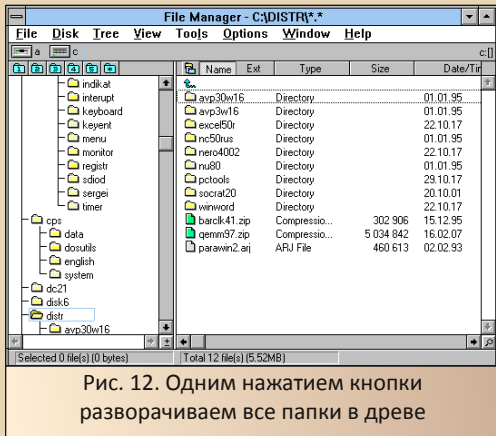 File Manager - C:\DISTR\*.*
File Disk Tree View Tools Options Window Help
a c c:[]
1 2 3 4 5 * Name Ext Type Size Date/Tir
indikat
interupt
keyboard
keyent
menu
monitor
registr
sdiod
sergei
timer
cps
data
dosutils
english
system
dc21
disk6
distr
avp30w16
avp30w16 Directory 01.01.95
avp3w16 Directory 01.01.95
excel50r Directory 22.10.17
nc50rus Directory 01.01.95
nero4002 Directory 22.10.17
nu80 Directory 01.01.95
pctools Directory 29.10.17
socrat20 Directory 20.10.01
winword Directory 22.10.17
barclk41.zip Compressio... 302 906 15.12.95
qemm97.zip Compressio... 5 034 842 16.02.07
parawin2.arj ARJ File 460 613 02.02.93
Selected 0 file(s) (0 bytes) Total 12 file(s) (5.52MB)
Рис. 12. Одним нажатием кнопки
разворачиваем все папки в древе